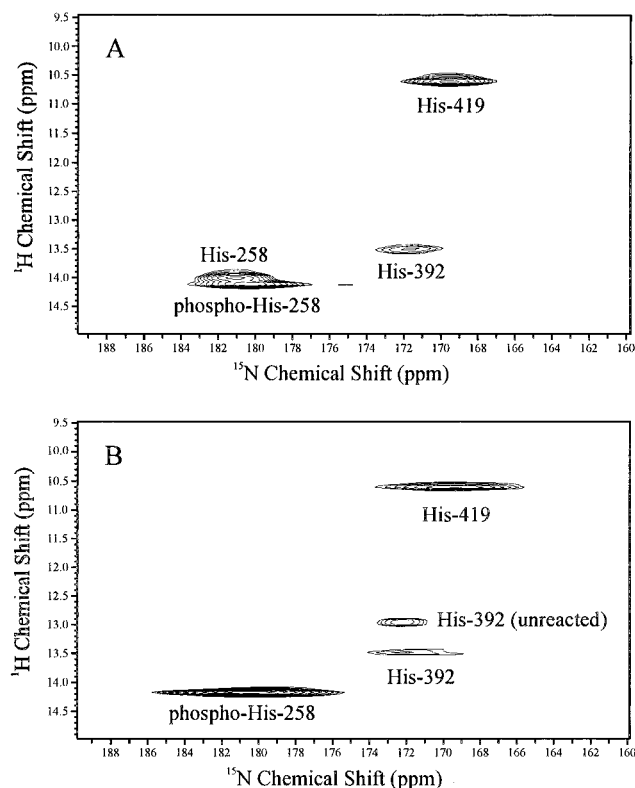 A
9.5
10.0
10.5
11.0
11.5
12.0
12.5
13.0
13.5
14.0
14.5
¹H Chemical Shift (ppm)
His-419
His-392
His-258
phospho-His-258
188 186 184 182 180 178 176 174 172 170 168 166 164 162 160
¹⁵N Chemical Shift (ppm)
B
9.5
10.0
10.5
11.0
11.5
12.0
12.5
13.0
13.5
14.0
14.5
¹H Chemical Shift (ppm)
His-419
His-392 (unreacted)
His-392
phospho-His-258
188 186 184 182 180 178 176 174 172 170 168 166 164 162 160
¹⁵N Chemical Shift (ppm)